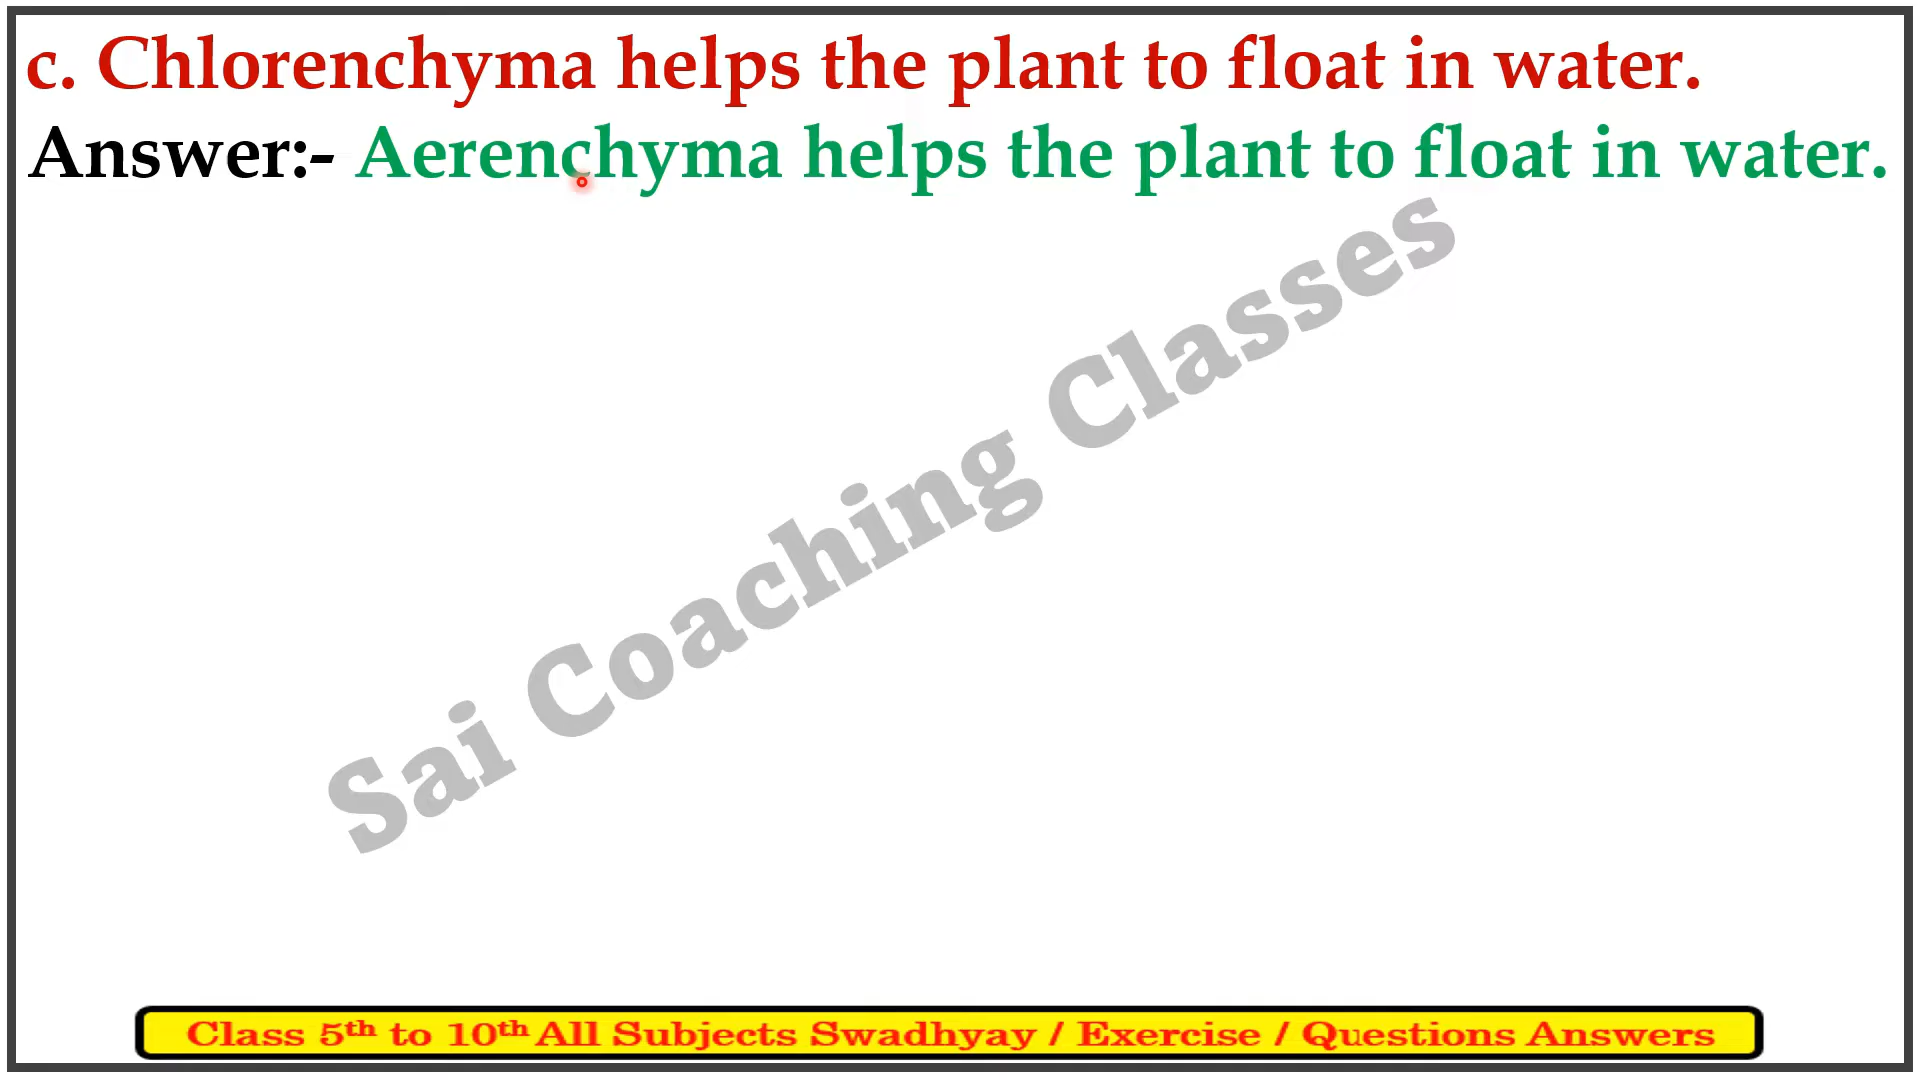 c. Chlorenchyma helps the plant to float in water.
Answer:- Aerenchyma helps the plant to float in water.
Sai Coaching Classes
Class 5th to 10th All Subjects Swadhyay / Exercise / Questions Answers